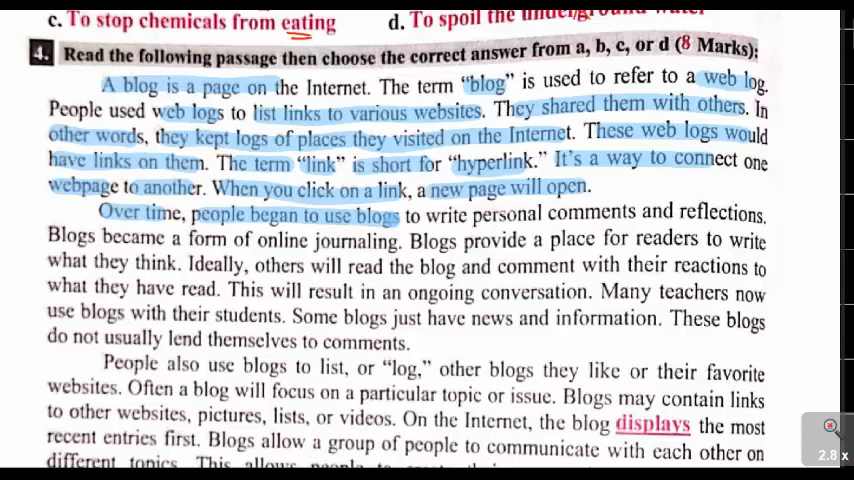 c. To stop chemicals from eating
d. To spoil the underground water
4. Read the following passage then choose the correct answer from a, b, c, or d (8 Marks):
A blog is a page on the Internet. The term “blog” is used to refer to a web log.
People used web logs to list links to various websites. They shared them with others. In
other words, they kept logs of places they visited on the Internet. These web logs would
have links on them. The term “link” is short for “hyperlink.” It’s a way to connect one
webpage to another. When you click on a link, a new page will open.
Over time, people began to use blogs to write personal comments and reflections.
Blogs became a form of online journaling. Blogs provide a place for readers to write
what they think. Ideally, others will read the blog and comment with their reactions to
what they have read. This will result in an ongoing conversation. Many teachers now
use blogs with their students. Some blogs just have news and information. These blogs
do not usually lend themselves to comments.
People also use blogs to list, or “log,” other blogs they like or their favorite
websites. Often a blog will focus on a particular topic or issue. Blogs may contain links
to other websites, pictures, lists, or videos. On the Internet, the blog displays the most
recent entries first. Blogs allow a group of people to communicate with each other on
different topics. This allows people to
2.8 x